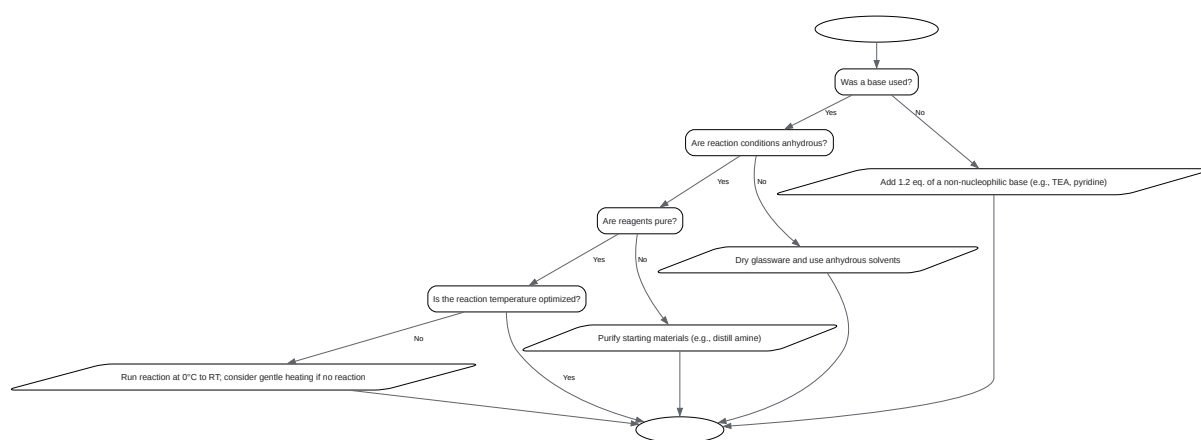 Was a base used?
Yes
No
Are reaction conditions anhydrous?
Yes
No
Add 1.2 eq. of a non-nucleophilic base (e.g., TEA, pyridine)
Are reagents pure?
Yes
No
Dry glassware and use anhydrous solvents
Is the reaction temperature optimized?
No
Yes
Purify starting materials (e.g., distill amine)
Run reaction at 0°C to RT; consider gentle heating if no reaction